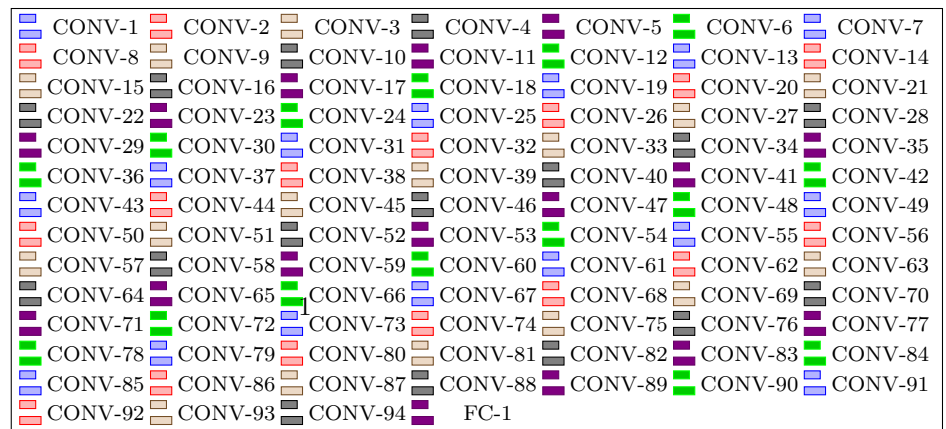 CONV-1 CONV-2 CONV-3 CONV-4 CONV-5 CONV-6 CONV-7
CONV-8 CONV-9 CONV-10 CONV-11 CONV-12 CONV-13 CONV-14
CONV-15 CONV-16 CONV-17 CONV-18 CONV-19 CONV-20 CONV-21
CONV-22 CONV-23 CONV-24 CONV-25 CONV-26 CONV-27 CONV-28
CONV-29 CONV-30 CONV-31 CONV-32 CONV-33 CONV-34 CONV-35
CONV-36 CONV-37 CONV-38 CONV-39 CONV-40 CONV-41 CONV-42
CONV-43 CONV-44 CONV-45 CONV-46 CONV-47 CONV-48 CONV-49
CONV-50 CONV-51 CONV-52 CONV-53 CONV-54 CONV-55 CONV-56
CONV-57 CONV-58 CONV-59 CONV-60 CONV-61 CONV-62 CONV-63
CONV-64 CONV-65 CONV-66 CONV-67 CONV-68 CONV-69 CONV-70
1
CONV-71 CONV-72 CONV-73 CONV-74 CONV-75 CONV-76 CONV-77
CONV-78 CONV-79 CONV-80 CONV-81 CONV-82 CONV-83 CONV-84
CONV-85 CONV-86 CONV-87 CONV-88 CONV-89 CONV-90 CONV-91
CONV-92 CONV-93 CONV-94 FC-1